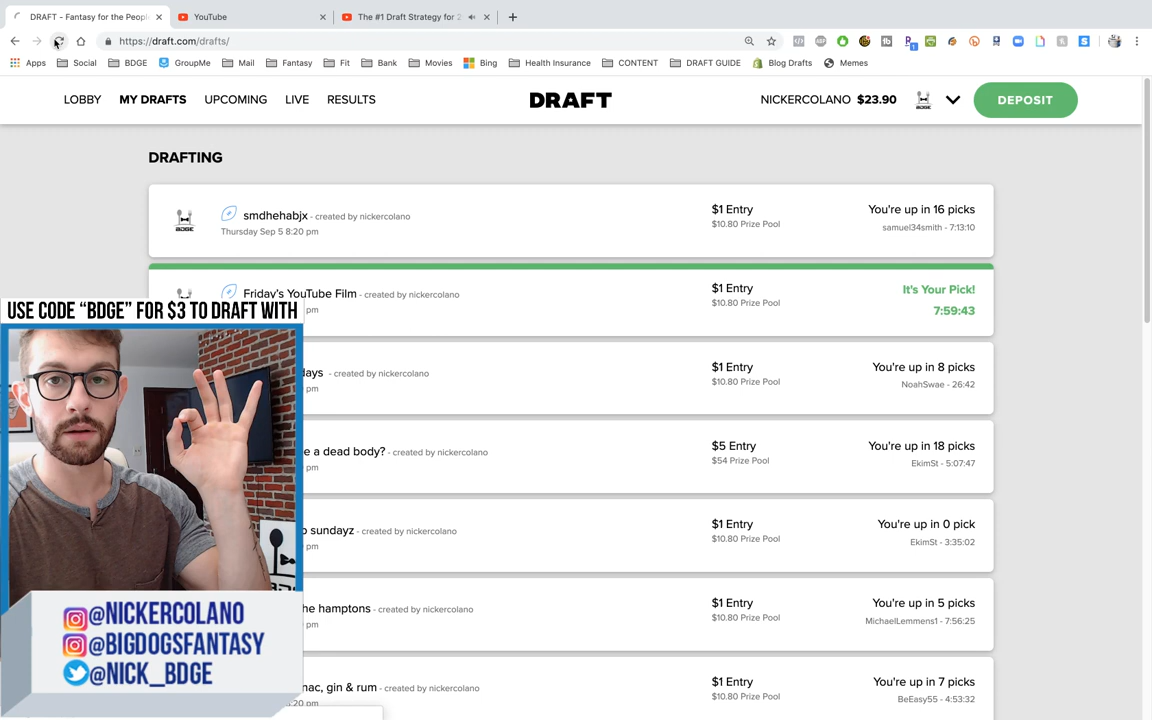 DRAFT - Fantasy for the Peopl
YouTube
The #1 Draft Strategy for 2
https://draft.com/drafts/
Apps
Social
BDGE
GroupMe
Mail
Fantasy
Fit
Bank
Movies
Bing
Health Insurance
CONTENT
DRAFT GUIDE
Blog Drafts
Memes
LOBBY
MY DRAFTS
UPCOMING
LIVE
RESULTS
DRAFT
NICKERCOLANO $23.90
DEPOSIT
DRAFTING
smdhehabjx - created by nickercolano
Thursday Sep 5 8:20 pm
$1 Entry
$10.80 Prize Pool
You're up in 16 picks
samuel34smith - 7:13:10
Friday's YouTube Film - created by nickercolano
pm
$1 Entry
$10.80 Prize Pool
It's Your Pick!
7:59:43
days - created by nickercolano
pm
$1 Entry
$10.80 Prize Pool
You're up in 8 picks
NoahSwae - 26:42
e a dead body? - created by nickercolano
pm
$5 Entry
$54 Prize Pool
You're up in 18 picks
EkimSt - 5:07:47
o sundayz - created by nickercolano
pm
$1 Entry
$10.80 Prize Pool
You're up in 0 pick
EkimSt - 3:35:02
he hamptons - created by nickercolano
pm
$1 Entry
$10.80 Prize Pool
You're up in 5 picks
MichaelLemmens1 - 7:56:25
nac, gin & rum - created by nickercolano
:20 pm
$1 Entry
$10.80 Prize Pool
You're up in 7 picks
BeEasy55 - 4:53:32
USE CODE "BDGE" FOR $3 TO DRAFT WITH
@NICKERCOLANO
@BIGDOGSFANTASY
@NICK_BDGE